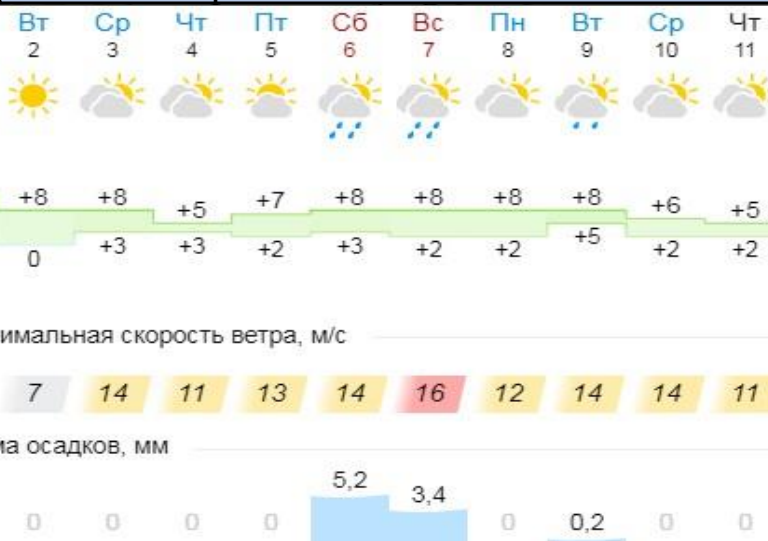 Вт Ср Чт Пт Сб Вс Пн Вт Ср Чт
2 3 4 5 6 7 8 9 10 11
+8 +8 +5 +7 +8 +8 +8 +8 +6 +5
0 +3 +3 +2 +3 +2 +2 +5 +2 +2
имальная скорость ветра, м/с
7 14 11 13 14 16 12 14 14 11
ма осадков, мм
0 0 0 0 5,2 3,4 0 0,2 0 0